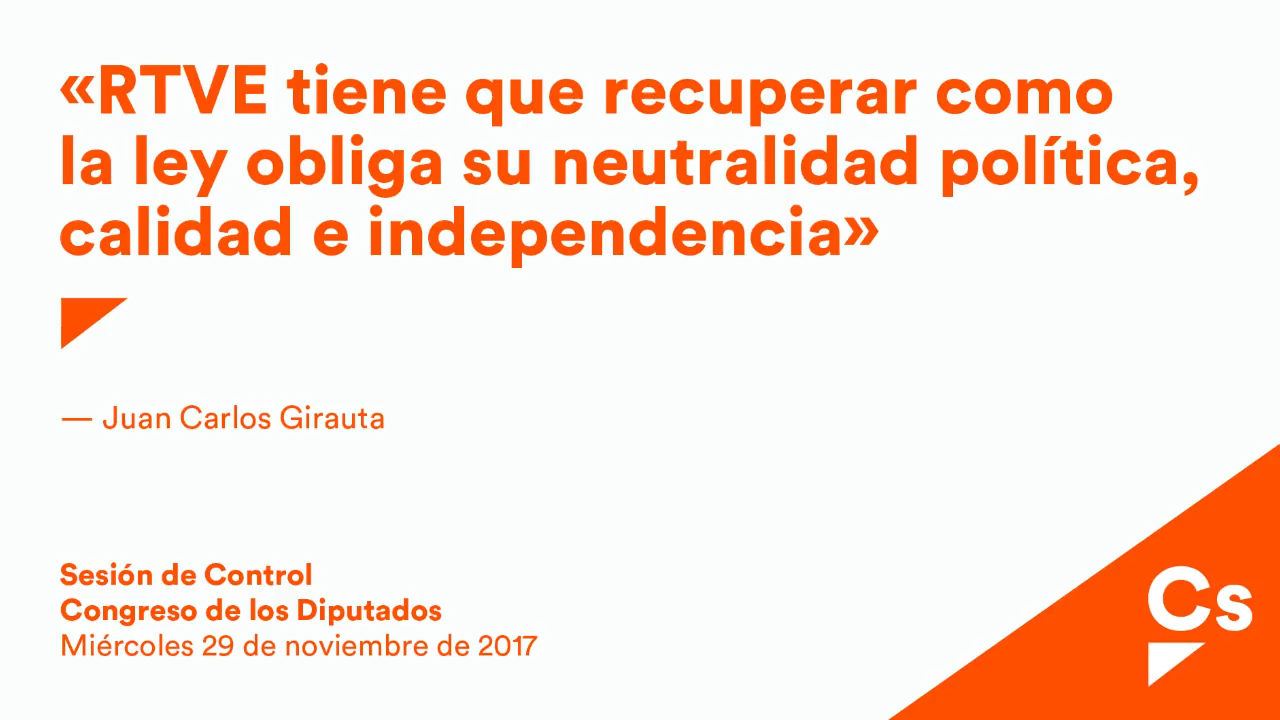 «RTVE tiene que recuperar como
la ley obliga su neutralidad política,
calidad e independencia»
— Juan Carlos Girauta
Sesión de Control
Congreso de los Diputados
Miércoles 29 de noviembre de 2017
Cs